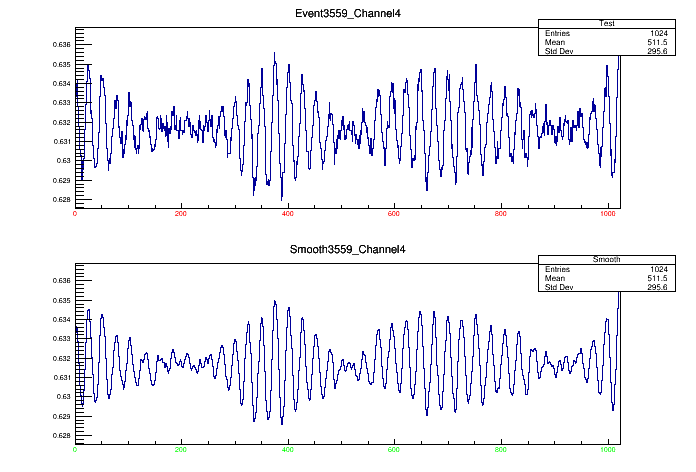 Event3559_Channel4
Test
Entries 1024
Mean 511.5
Std Dev 295.6
0.636
0.635
0.634
0.633
0.632
0.631
0.63
0.629
0.628
0 200 400 600 800 1000
Smooth3559_Channel4
Smooth
Entries 1024
Mean 511.5
Std Dev 295.6
0.636
0.635
0.634
0.633
0.632
0.631
0.63
0.629
0.628
0 200 400 600 800 1000